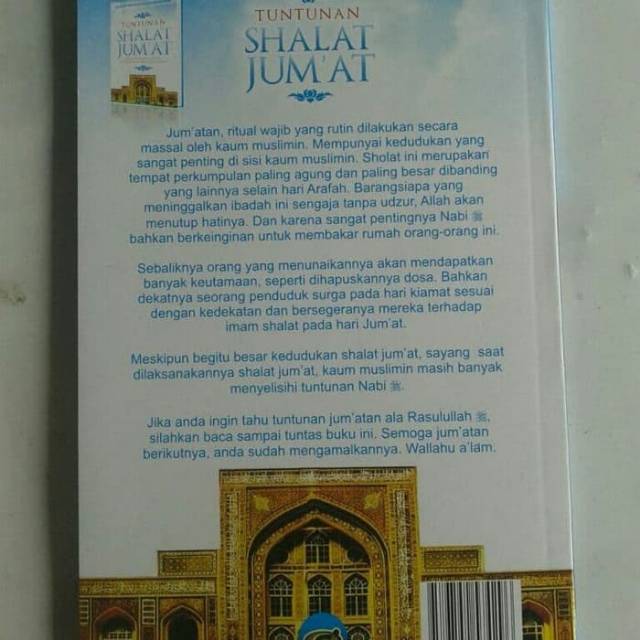 TUNTUNAN
SHALAT
JUM'AT
TUNTUNAN
SHALAT
JUM'AT
Jum'atan, ritual wajib yang rutin dilakukan secara
massal oleh kaum muslimin. Mempunyai kedudukan yang
sangat penting di sisi kaum muslimin. Sholat ini merupakan
tempat perkumpulan paling agung dan paling besar dibanding
yang lainnya selain hari Arafah. Barangsiapa yang
meninggalkan ibadah ini sengaja tanpa udzur, Allah akan
menutup hatinya. Dan karena sangat pentingnya Nabi ﷺ
bahkan berkeinginan untuk membakar rumah orang-orang ini.
Sebaliknya orang yang menunaikannya akan mendapatkan
banyak keutamaan, seperti dihapuskannya dosa. Bahkan
dekatnya seorang penduduk surga pada hari kiamat sesuai
dengan kedekatan dan bersegeranya mereka terhadap
imam shalat pada hari Jum'at.
Meskipun begitu besar kedudukan shalat jum'at, sayang saat
dilaksanakannya shalat jum'at, kaum muslimin masih banyak
menyelisihi tuntunan Nabi ﷺ.
Jika anda ingin tahu tuntunan jum'atan ala Rasulullah ﷺ,
silahkan baca sampai tuntas buku ini. Semoga jum'atan
berikutnya, anda sudah mengamalkannya. Wallahu a'lam.